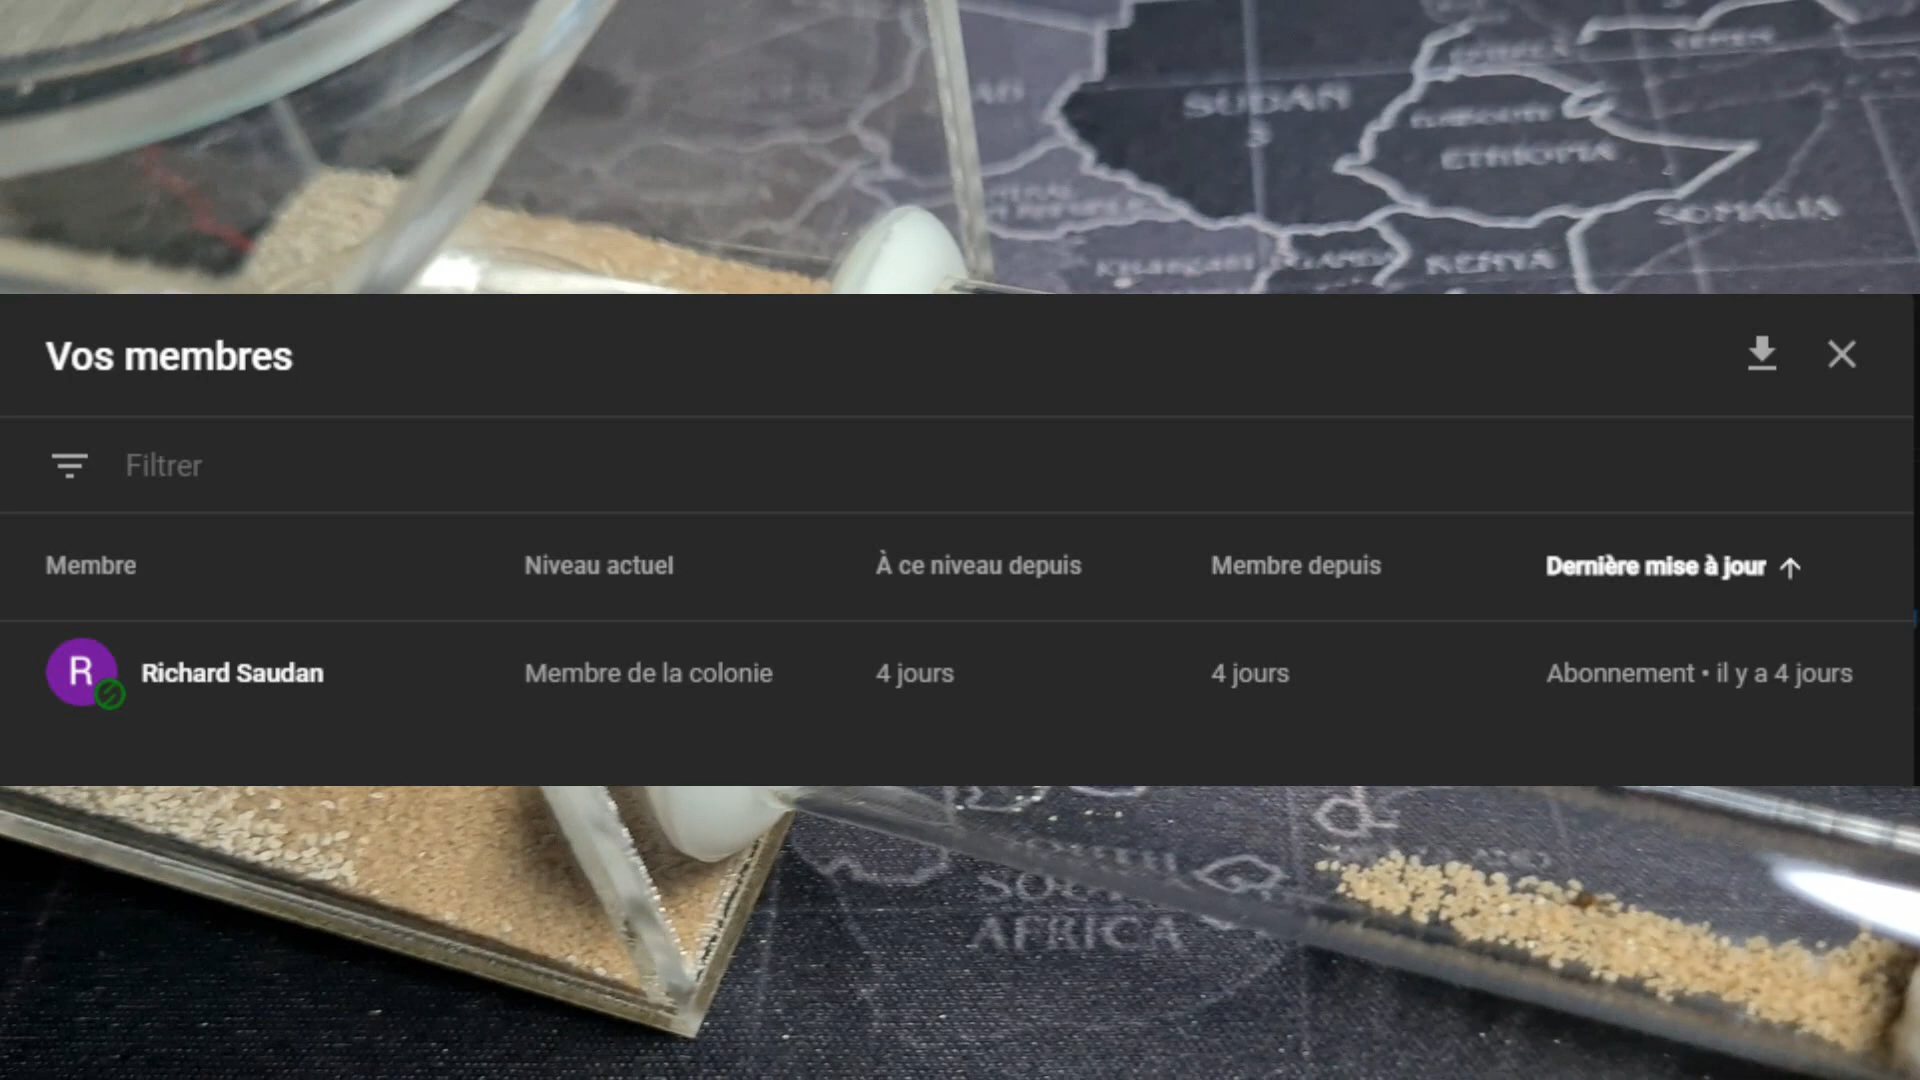 SUDAN
ETHIOPIA
SOMALIA
UGANDA
KENYA
Vos membres
Filtrer
Membre Niveau actuel À ce niveau depuis Membre depuis Dernière mise à jour
R Richard Saudan Membre de la colonie 4 jours 4 jours Abonnement • il y a 4 jours
AFRICA